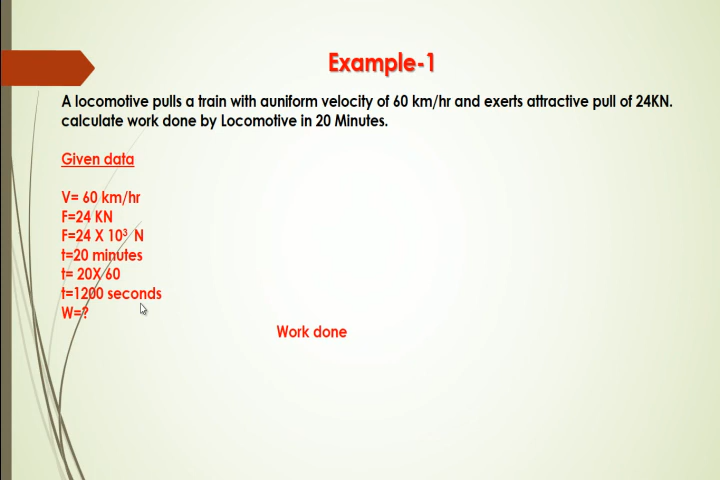 Example-1
A locomotive pulls a train with auniform velocity of 60 km/hr and exerts attractive pull of 24KN.
calculate work done by Locomotive in 20 Minutes.
Given data
V= 60 km/hr
F=24 KN
F=24 X 10³ N
t=20 minutes
t= 20X 60
t=1200 seconds
W=?
Work done